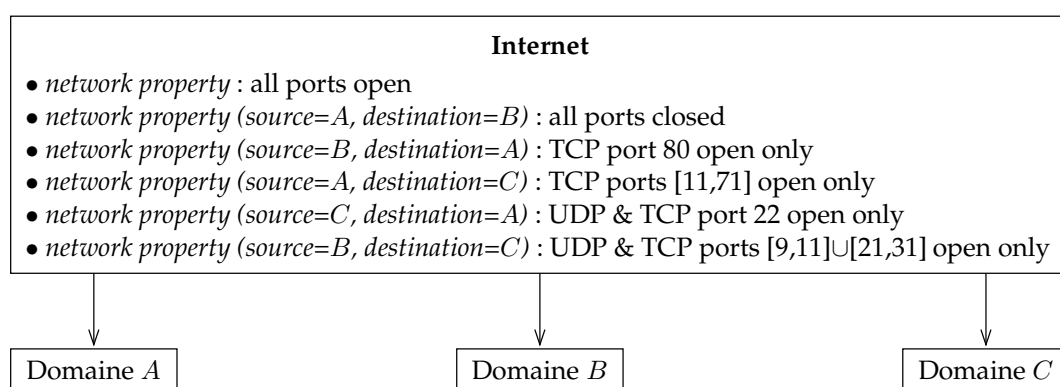 Internet
• network property : all ports open
• network property (source=A, destination=B) : all ports closed
• network property (source=B, destination=A) : TCP port 80 open only
• network property (source=A, destination=C) : TCP ports [11,71] open only
• network property (source=C, destination=A) : UDP & TCP port 22 open only
• network property (source=B, destination=C) : UDP & TCP ports [9,11]∪[21,31] open only
Domaine A
Domaine B
Domaine C